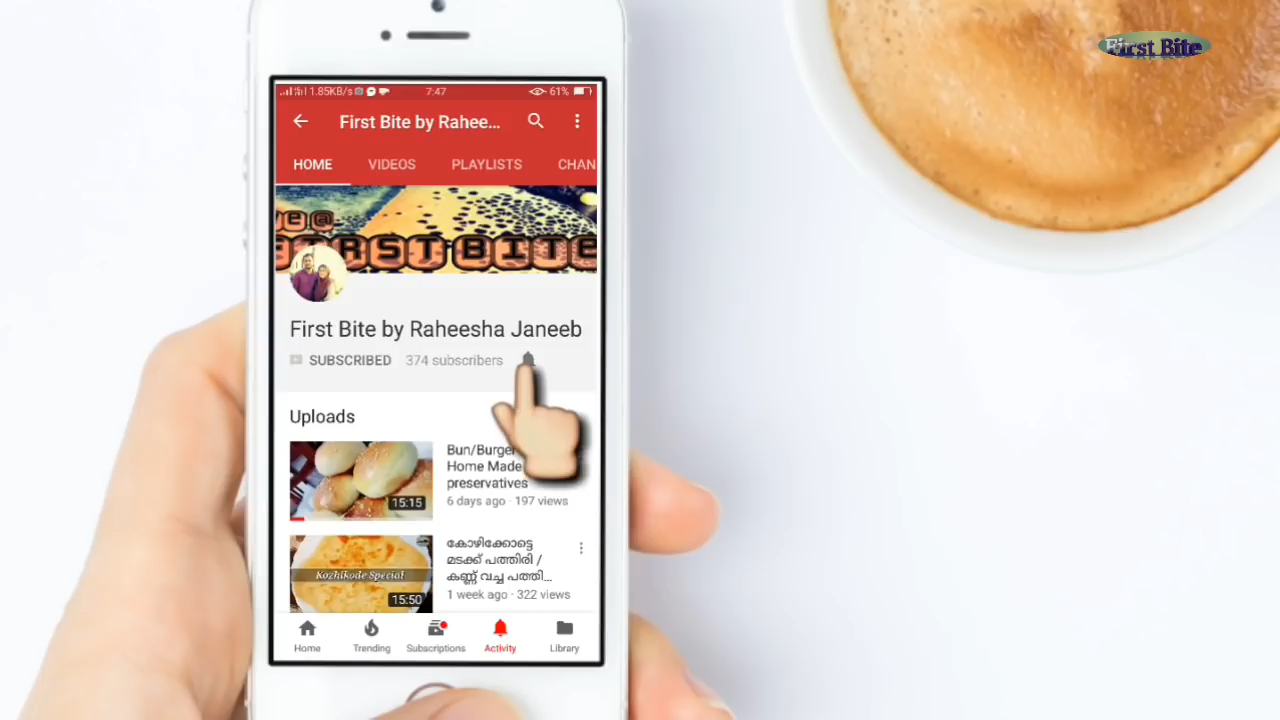 First Bite
1.85KB/s
7:47
61%
First Bite by Rahee...
HOME VIDEOS PLAYLISTS CHAN
FIRST BITE
First Bite by Raheesha Janeeb
SUBSCRIBED 374 subscribers
Uploads
Bun/Burger
Home Made
preservatives
6 days ago · 197 views
15:15
കോഴിക്കോട്ടെ
മടക്ക് പത്തിരി /
കണ്ണ് വച്ച പത്തി...
1 week ago · 322 views
Kozhikode Special
15:50
Home Trending Subscriptions Activity Library